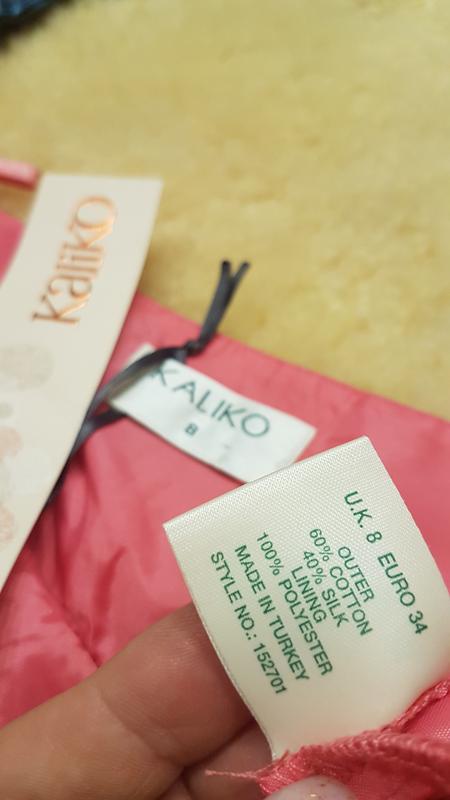 Kaliko
KALIKO
8
U.K. 8 EURO 34
OUTER
60% COTTON
40% SILK
LINING
100% POLYESTER
MADE IN TURKEY
STYLE NO.: 152701